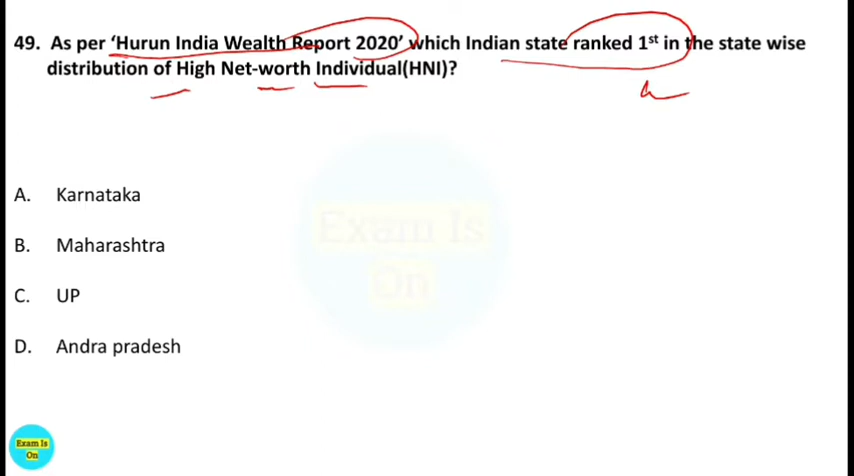 49. As per ‘Hurun India Wealth Report 2020’ which Indian state ranked 1st in the state wise
distribution of High Net-worth Individual(HNI)?
A. Karnataka
Exam Is
On
B. Maharashtra
C. UP
D. Andra pradesh
Exam Is
On